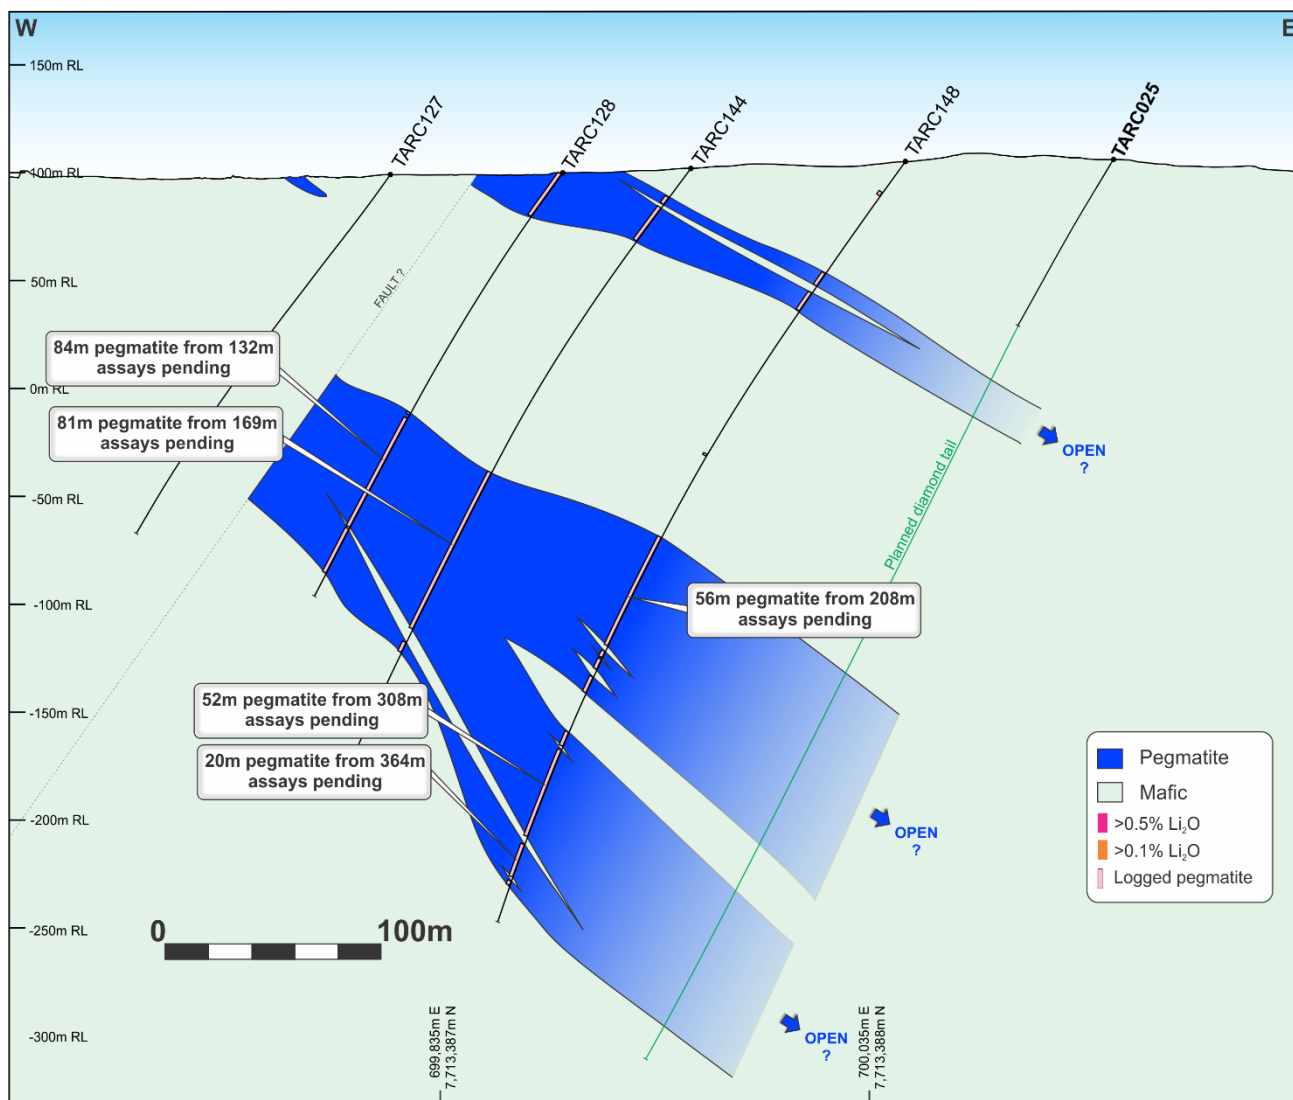 W
E
150m RL
100m RL
50m RL
0m RL
-50m RL
-100m RL
-150m RL
-200m RL
-250m RL
-300m RL
TARC127
TARC128
TARC144
TARC148
TARC025
FAULT ?
84m pegmatite from 132m
assays pending
81m pegmatite from 169m
assays pending
56m pegmatite from 208m
assays pending
52m pegmatite from 308m
assays pending
20m pegmatite from 364m
assays pending
Planned diamond tail
OPEN
?
OPEN
?
OPEN
?
Pegmatite
Mafic
>0.5% Li₂O
>0.1% Li₂O
Logged pegmatite
0 100m
699,835m E
7,713,387m N
700,035m E
7,713,388m N